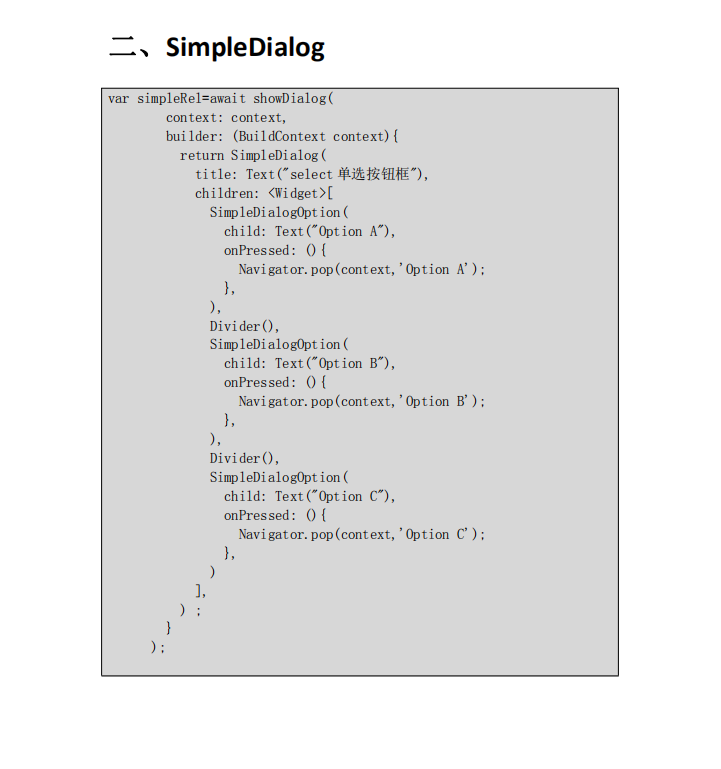 二、SimpleDialog
var simpleRel=await showDialog(
context: context,
builder: (BuildContext context){
return SimpleDialog(
title: Text("select 单选按钮框"),
children: <Widget>[
SimpleDialogOption(
child: Text("Option A"),
onPressed: (){
Navigator.pop(context,'Option A');
},
),
Divider(),
SimpleDialogOption(
child: Text("Option B"),
onPressed: (){
Navigator.pop(context,'Option B');
},
),
Divider(),
SimpleDialogOption(
child: Text("Option C"),
onPressed: (){
Navigator.pop(context,'Option C');
},
)
],
) ;
}
);